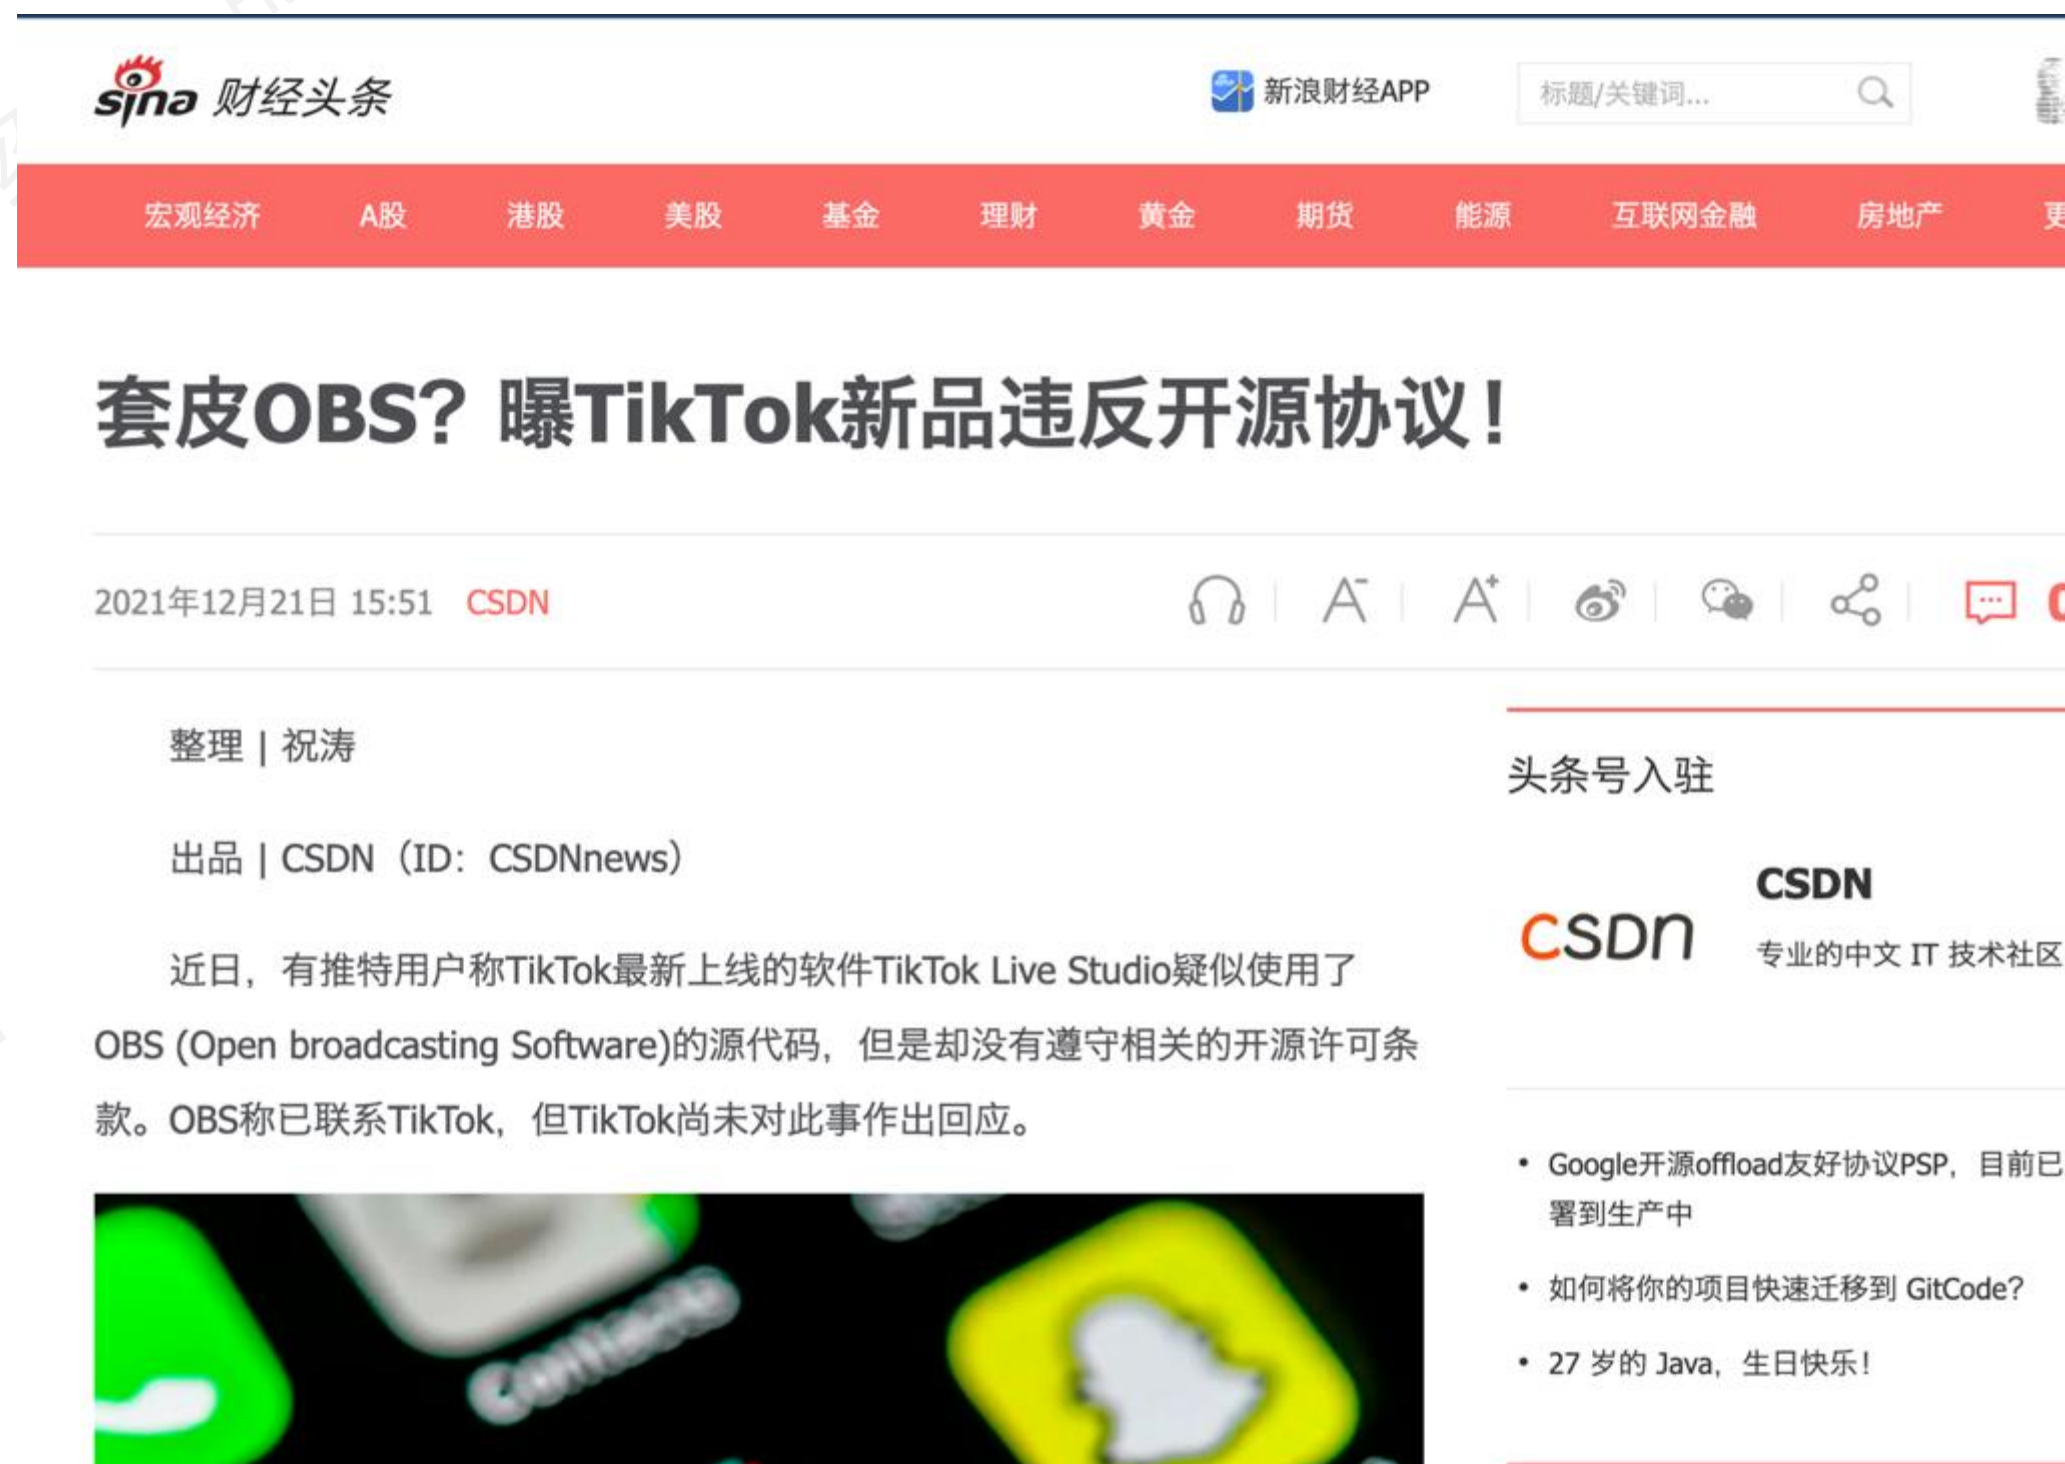 sina 财经头条
新浪财经APP
标题/关键词...
宏观经济 A股 港股 美股 基金 理财 黄金 期货 能源 互联网金融 房地产
套皮OBS？曝TikTok新品违反开源协议！
2021年12月21日 15:51 CSDN
整理 | 祝涛
出品 | CSDN（ID：CSDNnews）
近日，有推特用户称TikTok最新上线的软件TikTok Live Studio疑似使用了
OBS (Open broadcasting Software)的源代码，但是却没有遵守相关的开源许可条
款。OBS称已联系TikTok，但TikTok尚未对此事作出回应。
Contacts
头条号入驻
CSDN
CSDN
专业的中文 IT 技术社区
• Google开源offload友好协议PSP，目前已
署到生产中
• 如何将你的项目快速迁移到 GitCode？
• 27 岁的 Java，生日快乐！